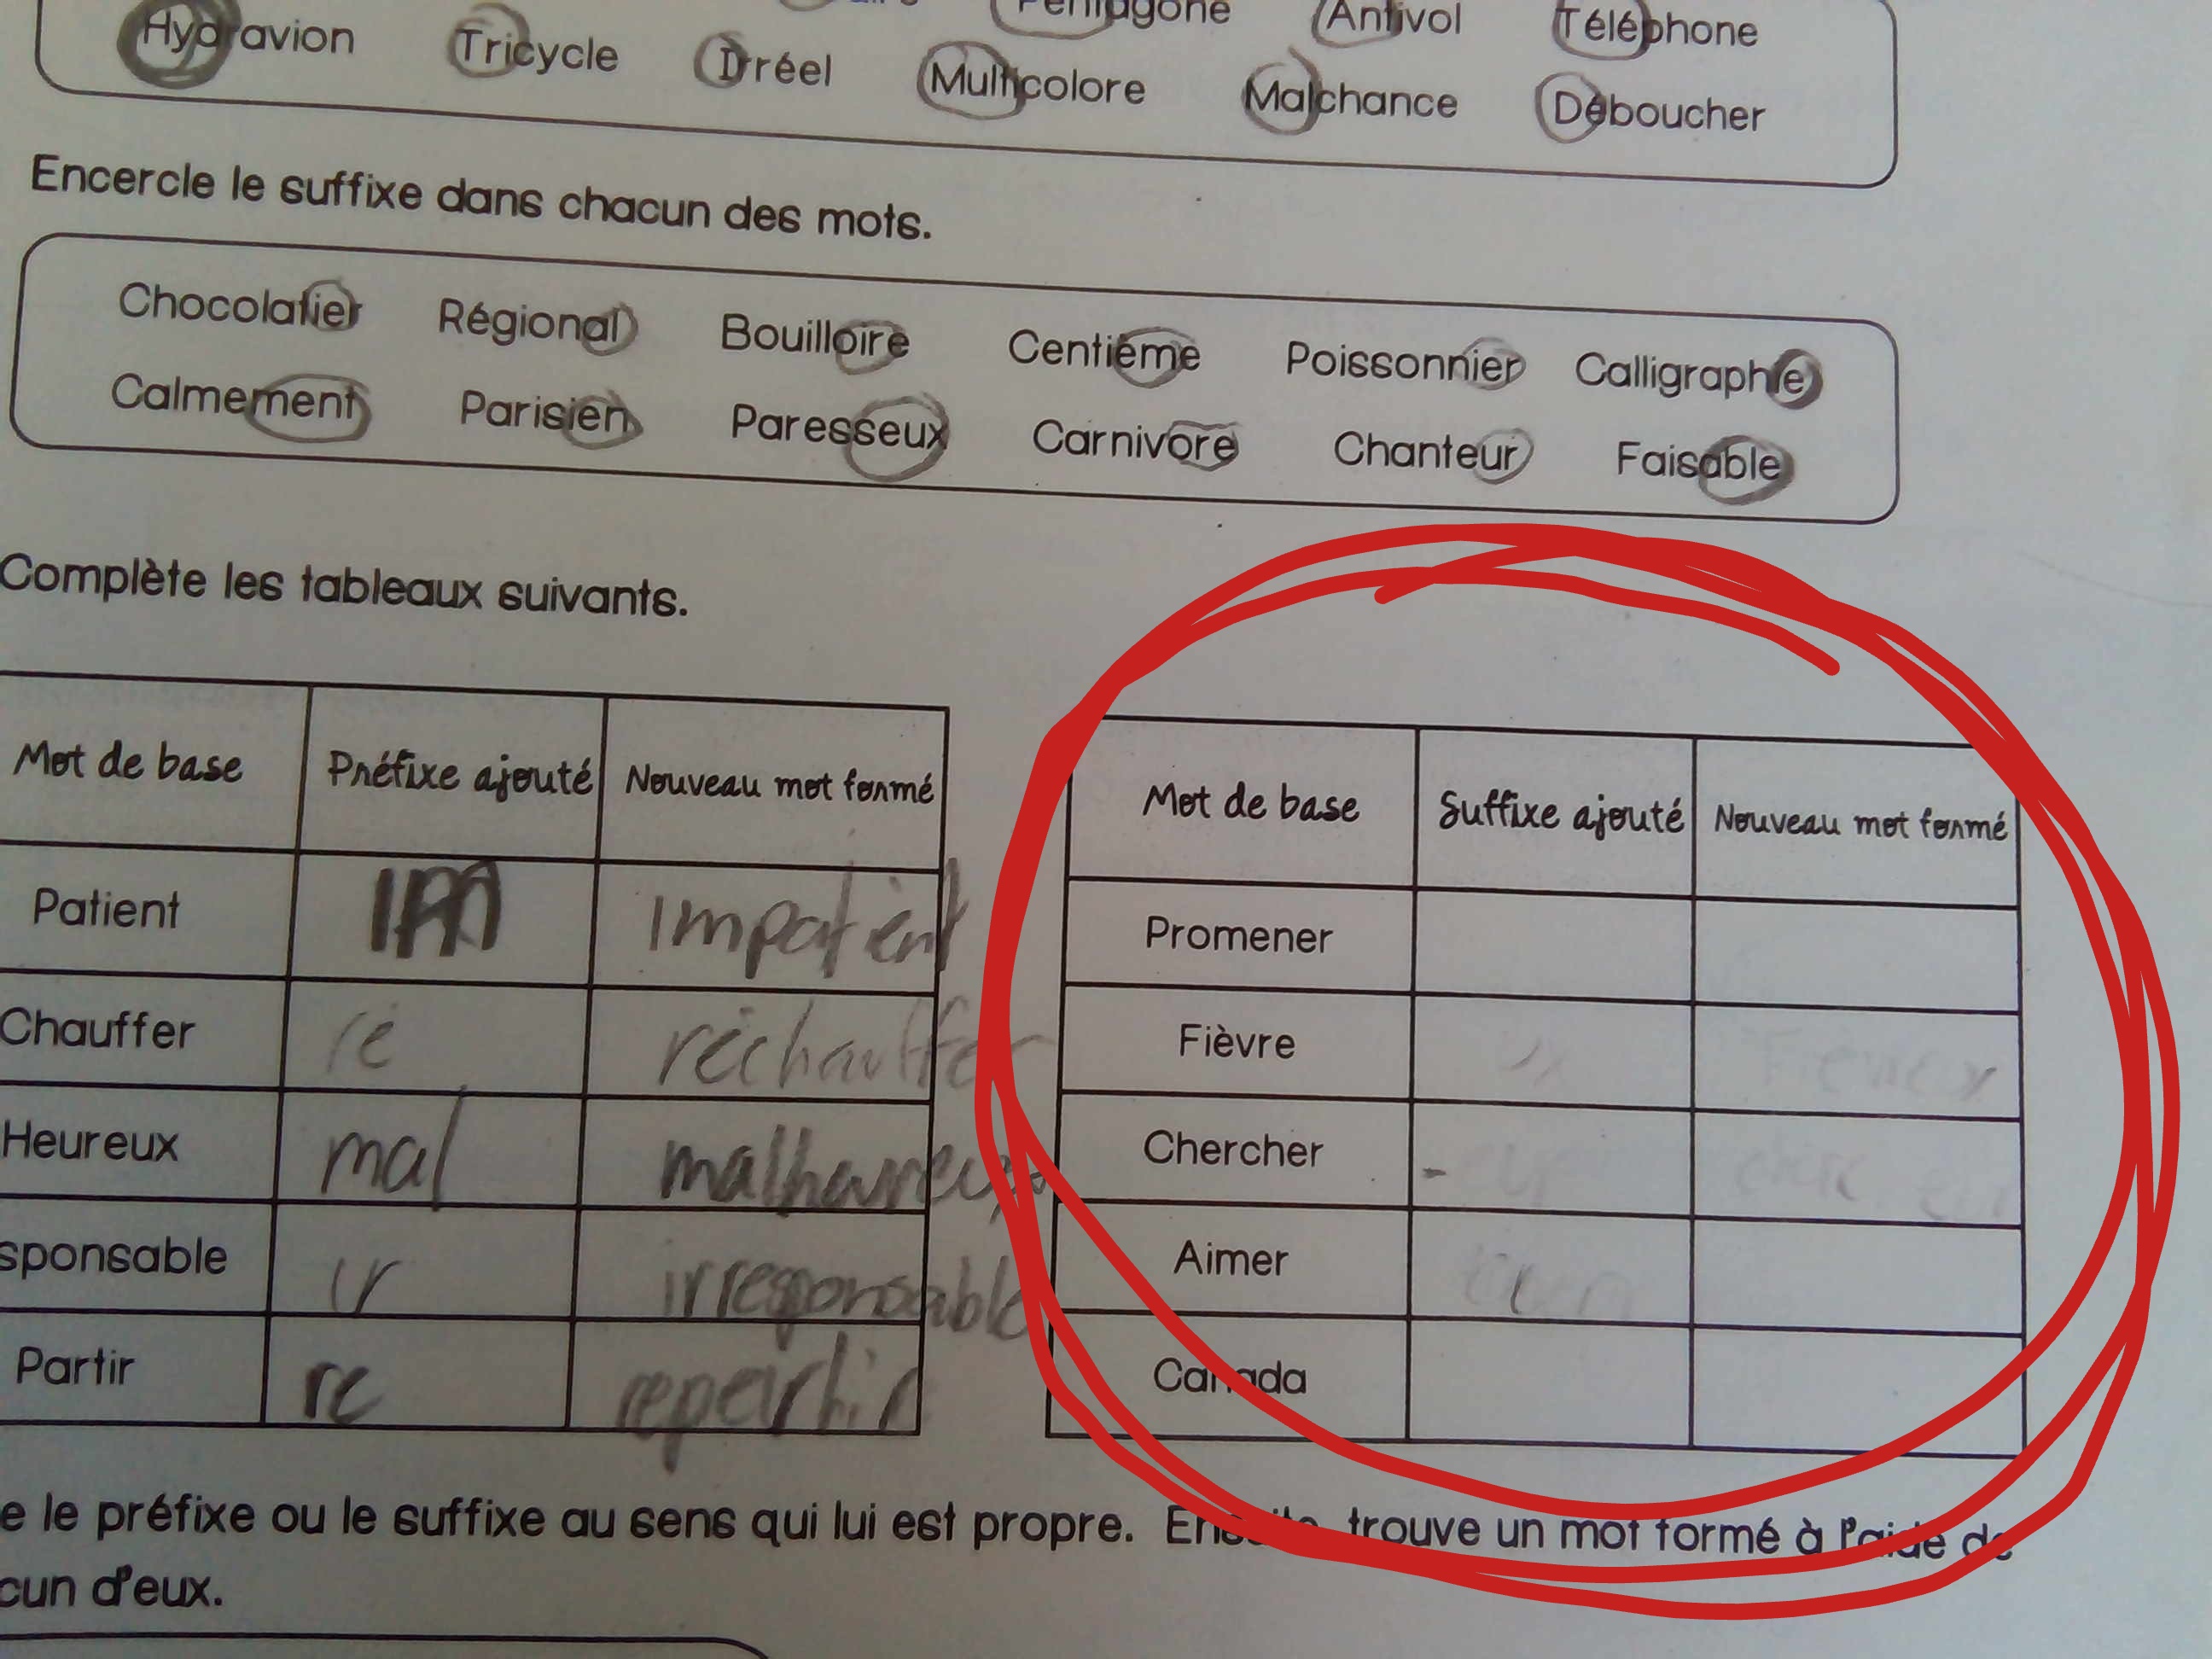 Hydravion Tricycle Irréel Multicolore Malchance Déboucher
Pentagone Antivol Téléphone
Encercle le suffixe dans chacun des mots.
Chocolatier Régional Bouilloire Centième Poissonnier Calligraphie
Calmement Parisien Paresseux Carnivore Chanteur Faisable
Complète les tableaux suivants.
Mot de base Préfixe ajouté Nouveau mot formé
Patient IM Impatient
Chauffer ré réchauffer
Heureux mal malheureux
sponsable ir irresponsable
Partir re repartir
Mot de base Suffixe ajouté Nouveau mot formé
Promener
Fièvre
Chercher
Aimer
Canada
e le préfixe ou le suffixe au sens qui lui est propre. Ensuite, trouve un mot formé à l'aide de
cun d'eux.